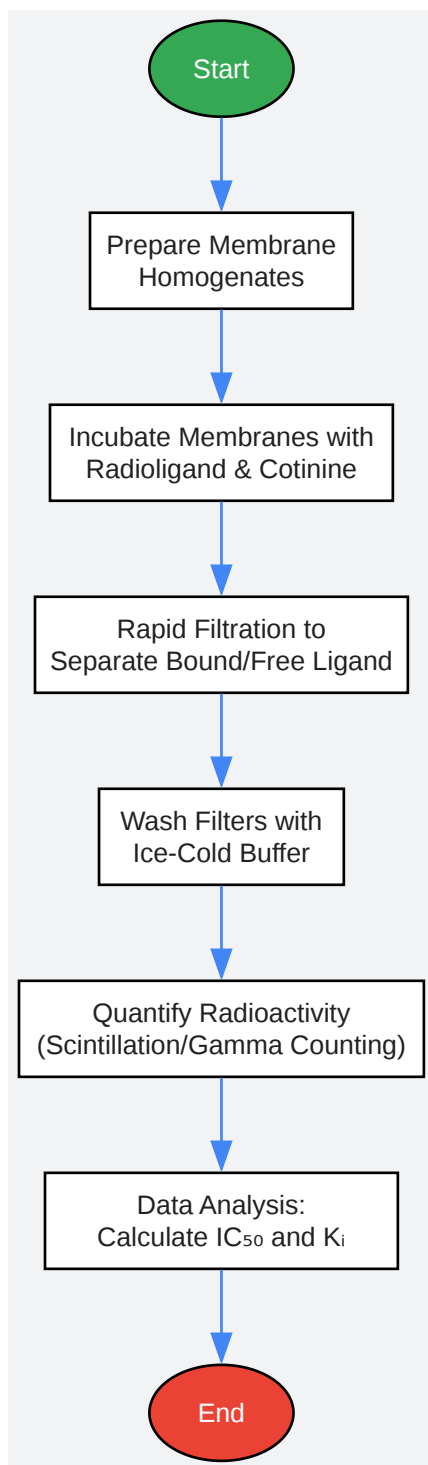 Start
Prepare Membrane
Homogenates
Incubate Membranes with
Radioligand & Cotinine
Rapid Filtration to
Separate Bound/Free Ligand
Wash Filters with
Ice-Cold Buffer
Quantify Radioactivity
(Scintillation/Gamma Counting)
Data Analysis:
Calculate IC₅₀ and Kᵢ
End